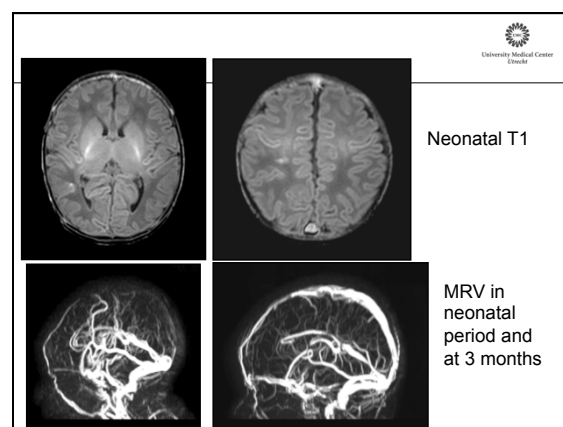 University Medical Center
Utrecht
Neonatal T1
MRV in
neonatal
period and
at 3 months